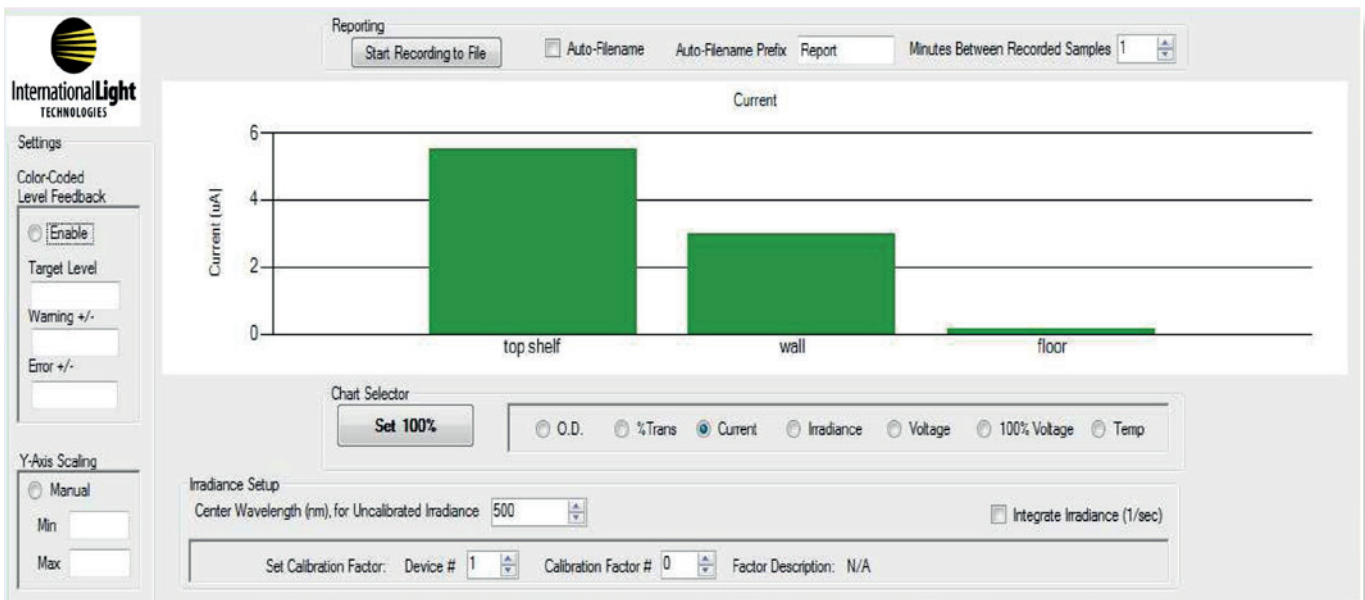 InternationalLight
TECHNOLOGIES
Reporting
Start Recording to File
Auto-Filename
Auto-Filename Prefix Report
Minutes Between Recorded Samples 1
Current
Current (uA)
6
4
2
0
top shelf
wall
floor
Settings
Color-Coded
Level Feedback
Enable
Target Level
Warning +/-
Error +/-
Y-Axis Scaling
Manual
Min
Max
Chart Selector
Set 100%
O.D.
%Trans
Current
Irradiance
Voltage
100% Voltage
Temp
Irradiance Setup
Center Wavelength (nm), for Uncalibrated Irradiance 500
Integrate Irradiance (1/sec)
Set Calibration Factor: Device # 1 Calibration Factor # 0 Factor Description: N/A